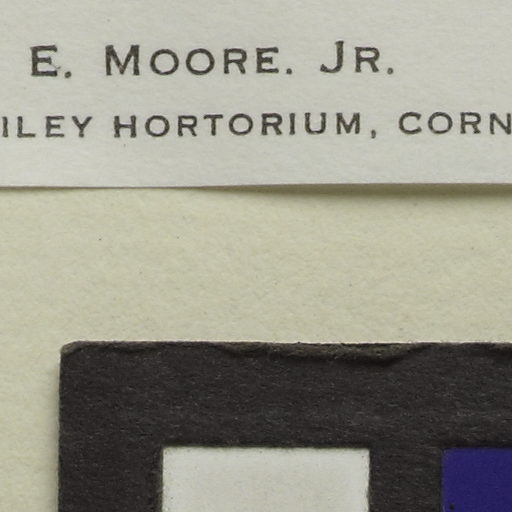 E. MOORE. JR.
ILEY HORTORIUM, CORN